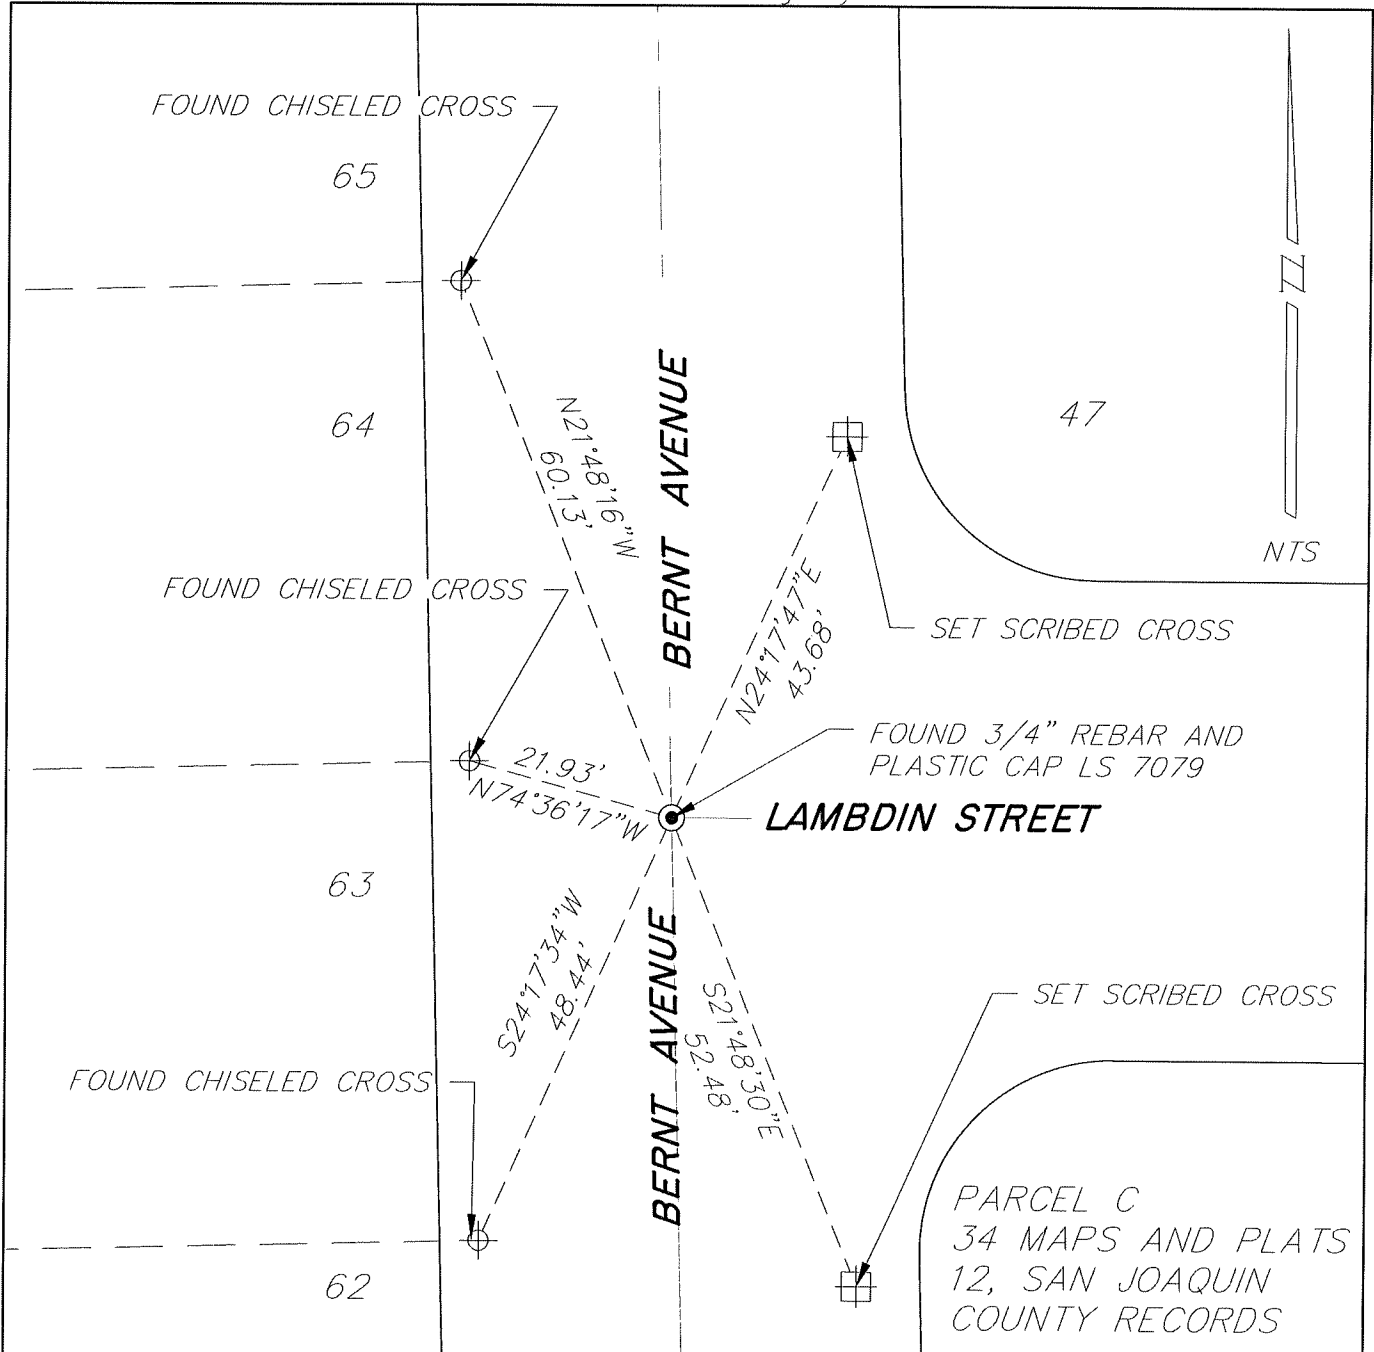 FOUND CHISELED CROSS
65
64
N21°48'16"W
60.13'
BERNT AVENUE
47
NTS
FOUND CHISELED CROSS
N24°17'47"E
43.68'
SET SCRIBED CROSS
FOUND 3/4" REBAR AND
PLASTIC CAP LS 7079
21.93'
N74°36'17"W
LAMBDIN STREET
63
S24°17'34"W
48.44'
BERNT AVENUE
S21°48'30"E
52.48'
SET SCRIBED CROSS
FOUND CHISELED CROSS
62
PARCEL C
34 MAPS AND PLATS
12, SAN JOAQUIN
COUNTY RECORDS